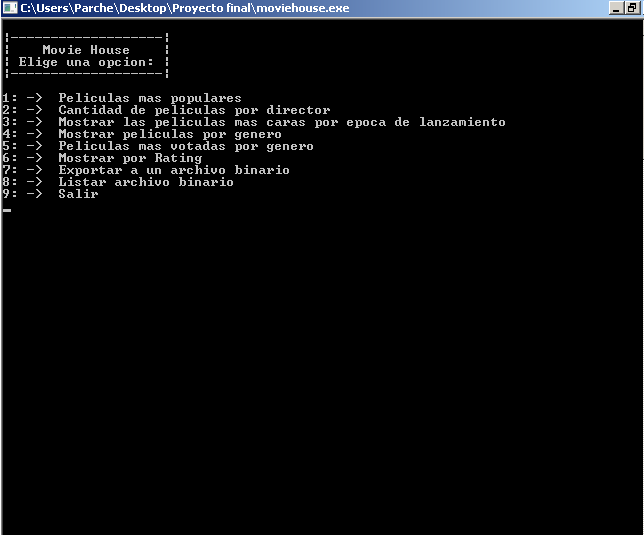 C:\Users\Parche\Desktop\Proyecto final\moviehouse.exe
¦-------------------¦
¦    Movie House    ¦
¦ Elige una opcion: ¦
¦-------------------¦
1: -> Peliculas mas populares
2: -> Cantidad de peliculas por director
3: -> Mostrar las peliculas mas caras por epoca de lanzamiento
4: -> Mostrar peliculas por genero
5: -> Peliculas mas votadas por genero
6: -> Mostrar por Rating
7: -> Exportar a un archivo binario
8: -> Listar archivo binario
9: -> Salir